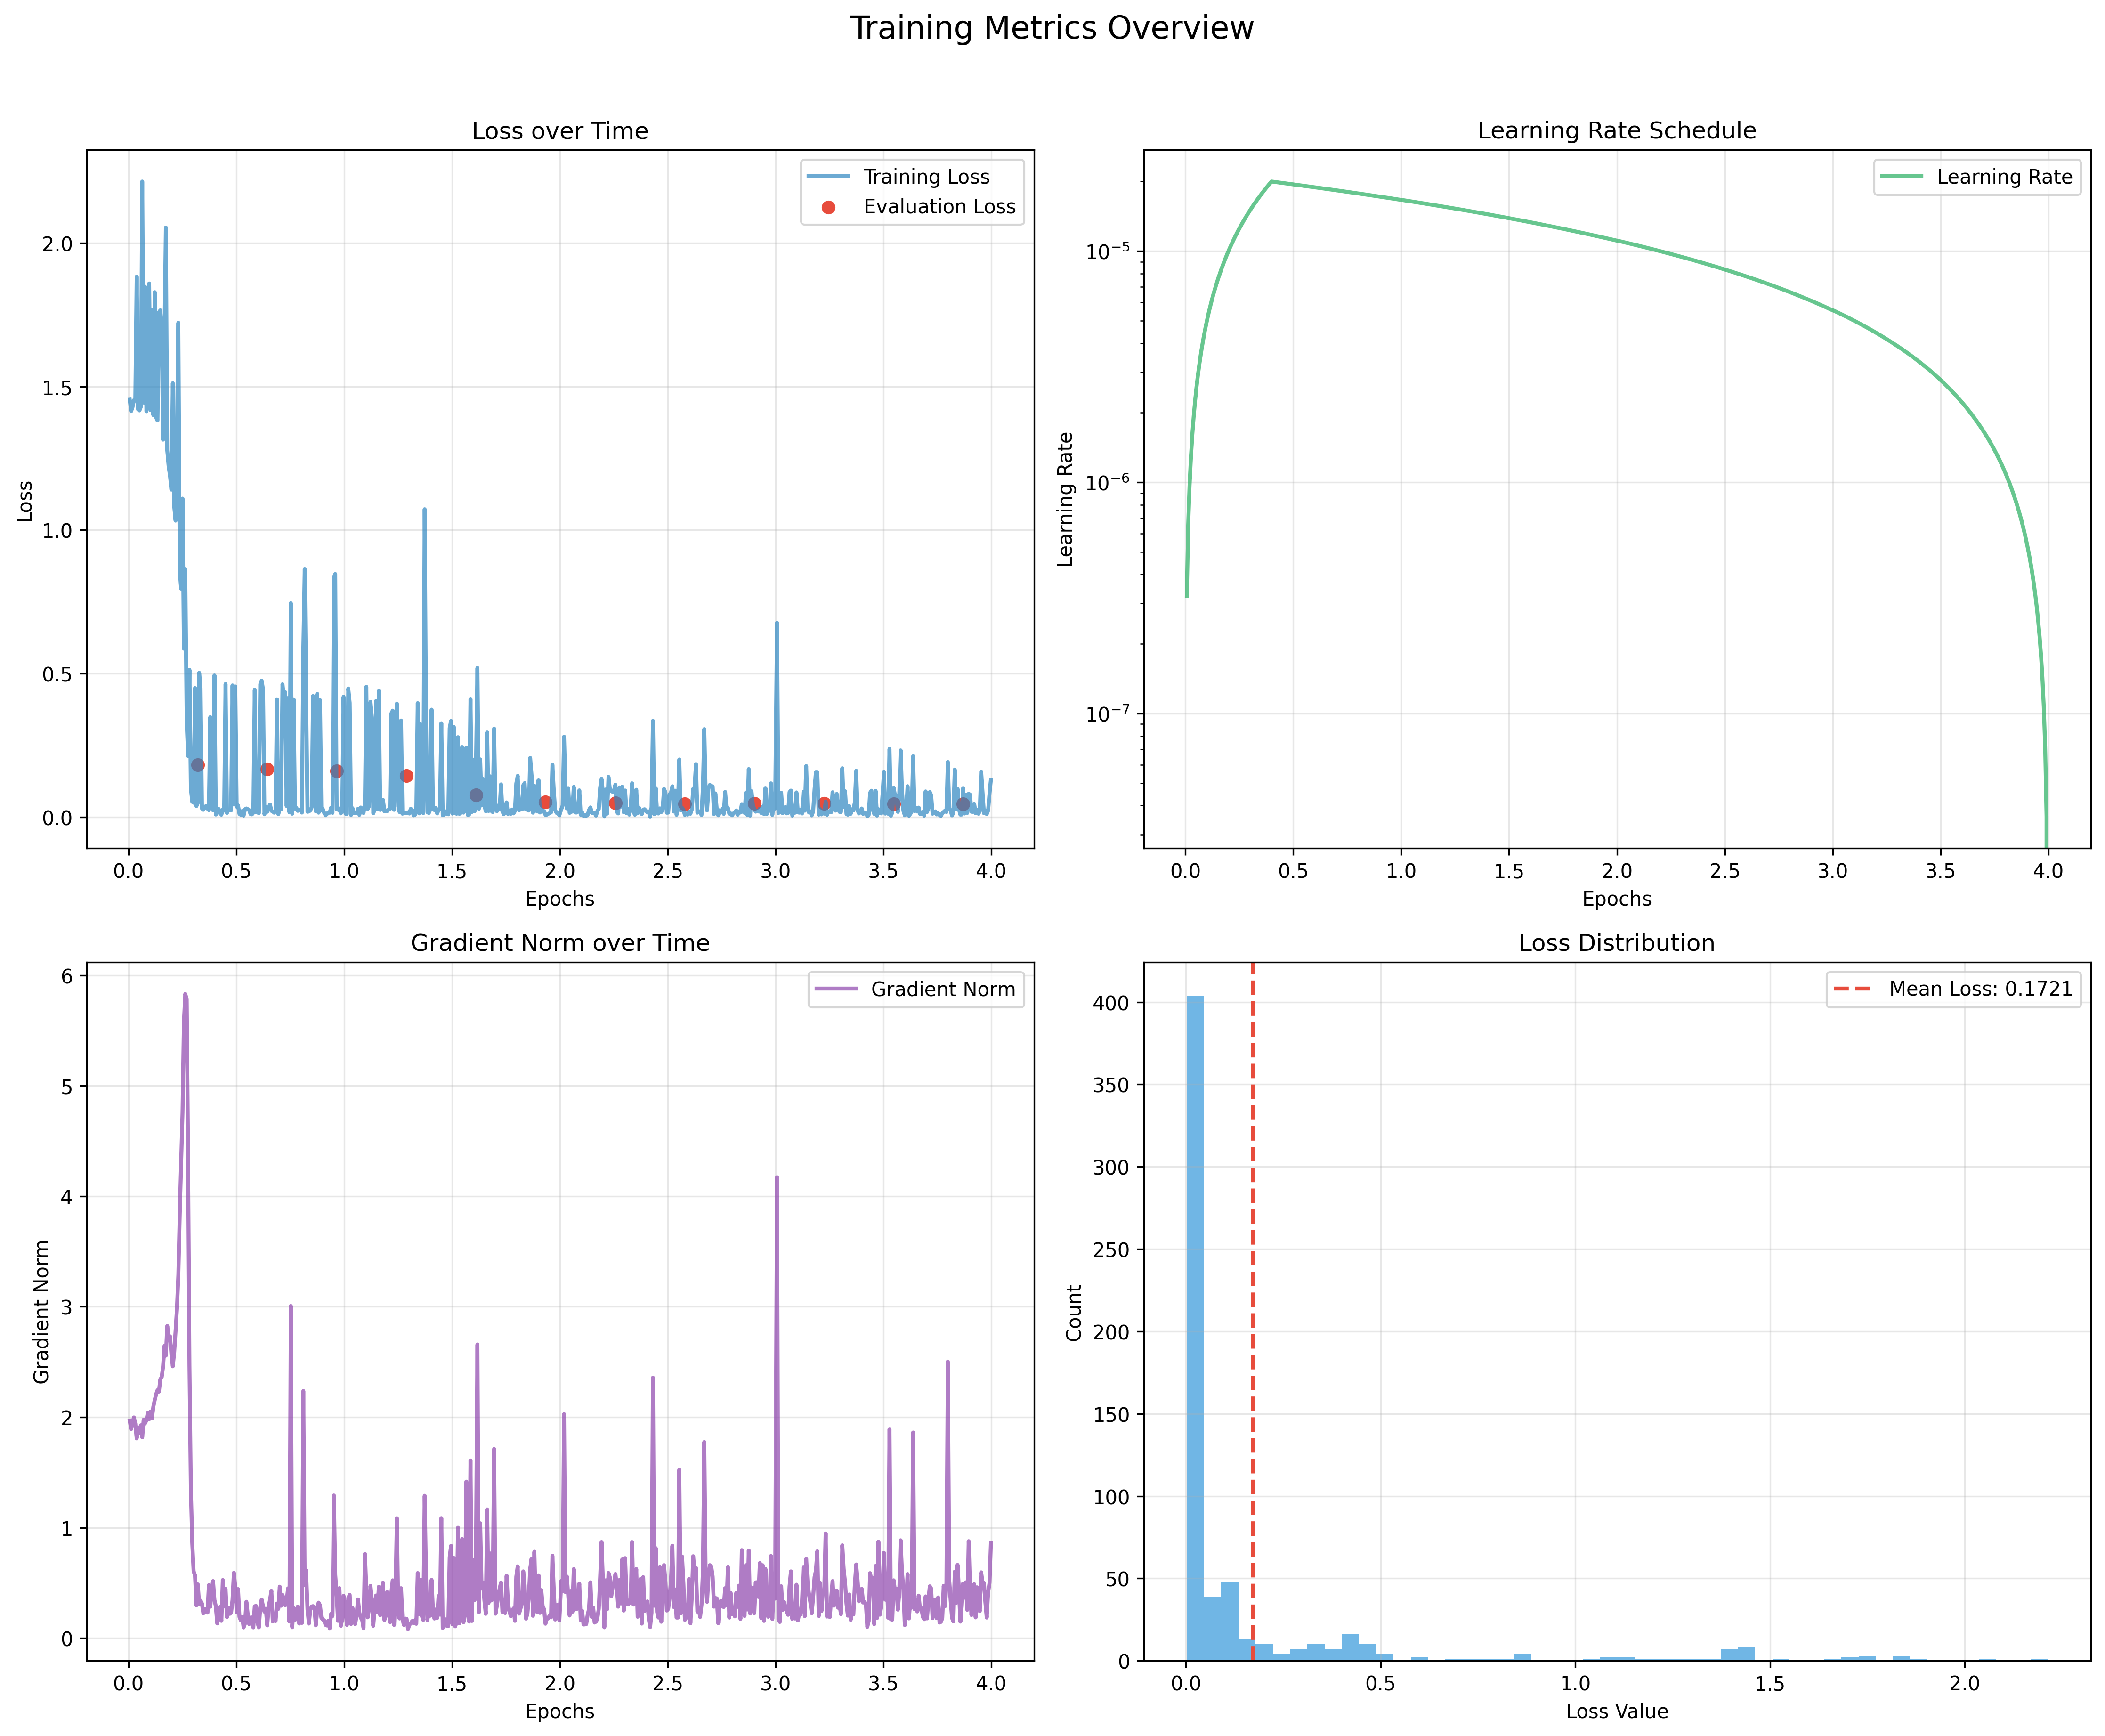 Training Metrics Overview
Loss over Time
Training Loss
Evaluation Loss
2.0
1.5
1.0
0.5
0.0
Loss
0.0 0.5 1.0 1.5 2.0 2.5 3.0 3.5 4.0
Epochs
Learning Rate Schedule
Learning Rate
10⁻⁵
10⁻⁶
10⁻⁷
Learning Rate
0.0 0.5 1.0 1.5 2.0 2.5 3.0 3.5 4.0
Epochs
Gradient Norm over Time
Gradient Norm
6
5
4
3
2
1
0
Gradient Norm
0.0 0.5 1.0 1.5 2.0 2.5 3.0 3.5 4.0
Epochs
Loss Distribution
Mean Loss: 0.1721
400
350
300
250
200
150
100
50
0
Count
0.0 0.5 1.0 1.5 2.0
Loss Value